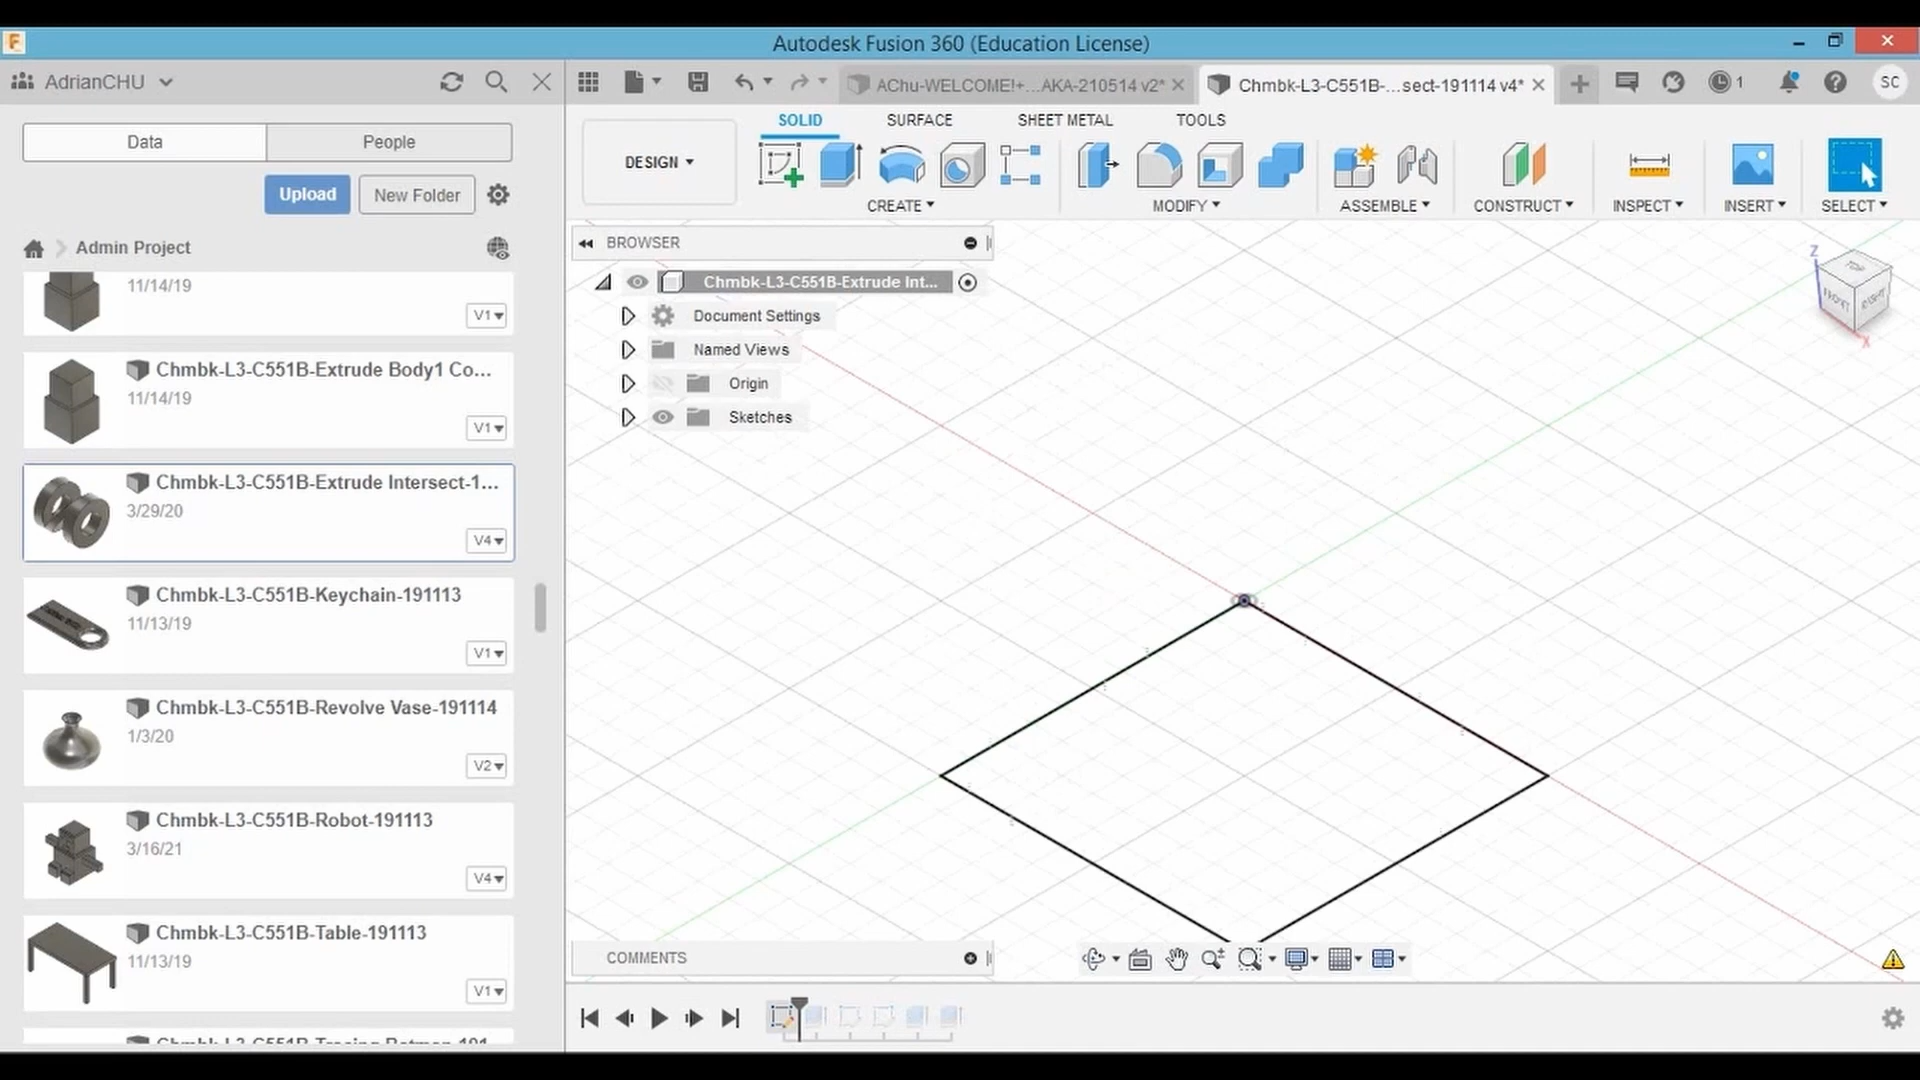 Autodesk Fusion 360 (Education License)
AdrianCHU
AChu-WELCOME!+...AKA-210514 v2*
Chmbk-L3-C551B-...sect-191114 v4*
1
SC
Data
People
SOLID
SURFACE
SHEET METAL
TOOLS
DESIGN
Upload
New Folder
CREATE
MODIFY
ASSEMBLE
CONSTRUCT
INSPECT
INSERT
SELECT
Admin Project
BROWSER
Chmbk-L3-C551B-Extrude Int...
Document Settings
Named Views
Origin
Sketches
Z
TOP
FRONT
RIGHT
X
11/14/19
V1
Chmbk-L3-C551B-Extrude Body1 Co...
11/14/19
V1
Chmbk-L3-C551B-Extrude Intersect-1...
3/29/20
V4
Chmbk-L3-C551B-Keychain-191113
11/13/19
V1
Chmbk-L3-C551B-Revolve Vase-191114
1/3/20
V2
Chmbk-L3-C551B-Robot-191113
3/16/21
V4
Chmbk-L3-C551B-Table-191113
11/13/19
V1
COMMENTS